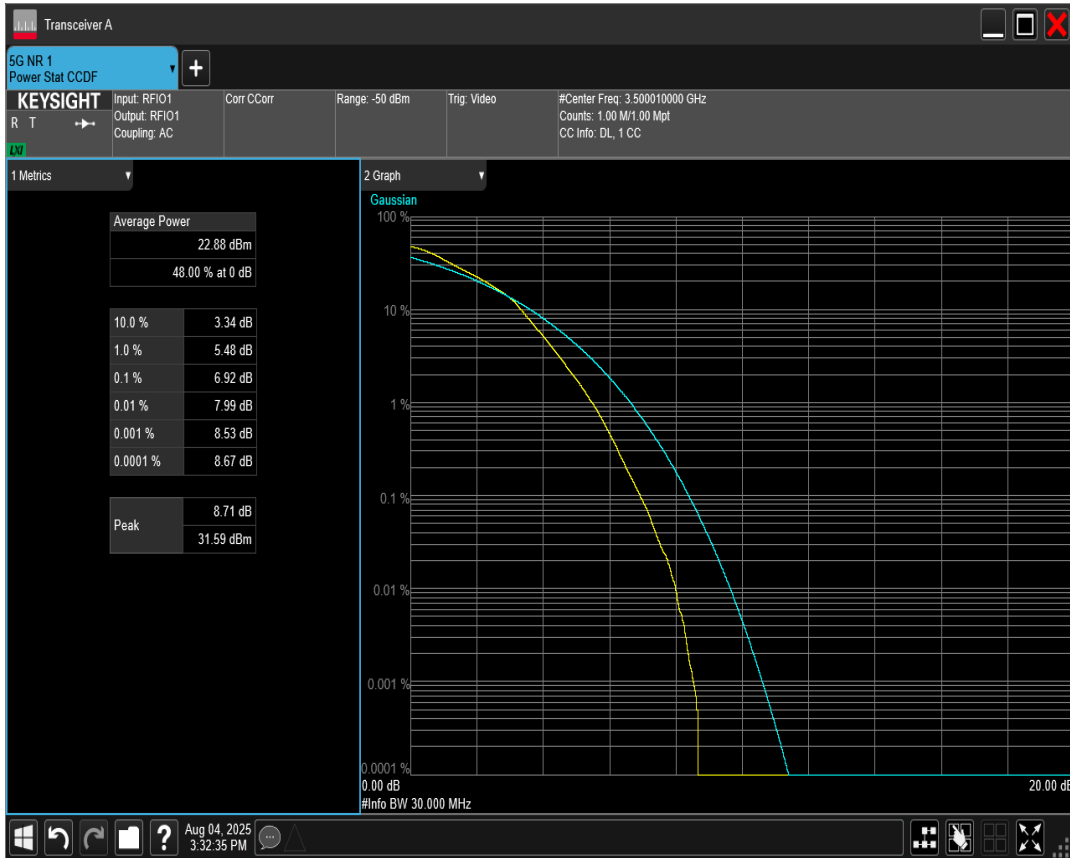 Transceiver A
5G NR 1
Power Stat CCDF
KEYSIGHT
R T
LXI
Input: RFIO1
Output: RFIO1
Coupling: AC
Corr CCorr
Range: -50 dBm
Trig: Video
#Center Freq: 3.500010000 GHz
Counts: 1.00 M/1.00 Mpt
CC Info: DL, 1 CC
1 Metrics
Average Power
22.88 dBm
48.00 % at 0 dB
10.0 % 3.34 dB
1.0 % 5.48 dB
0.1 % 6.92 dB
0.01 % 7.99 dB
0.001 % 8.53 dB
0.0001 % 8.67 dB
Peak
8.71 dB
31.59 dBm
2 Graph
Gaussian
100 %
10 %
1 %
0.1 %
0.01 %
0.001 %
0.0001 %
0.00 dB
20.00 dB
#Info BW 30.000 MHz
?
Aug 04, 2025
3:32:35 PM